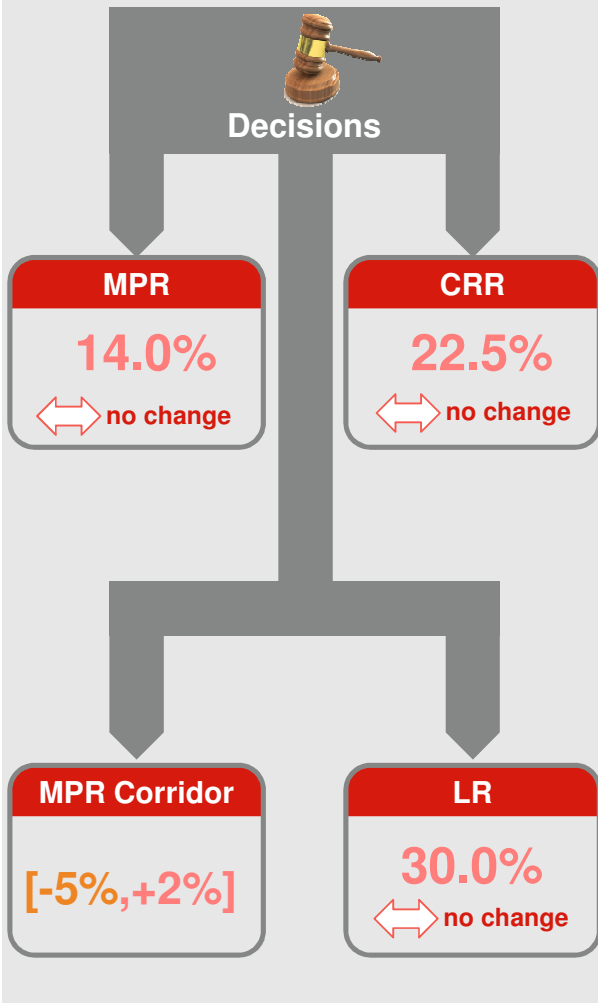 Decisions
MPR
14.0%
no change
CRR
22.5%
no change
MPR Corridor
[-5%,+2%]
LR
30.0%
no change